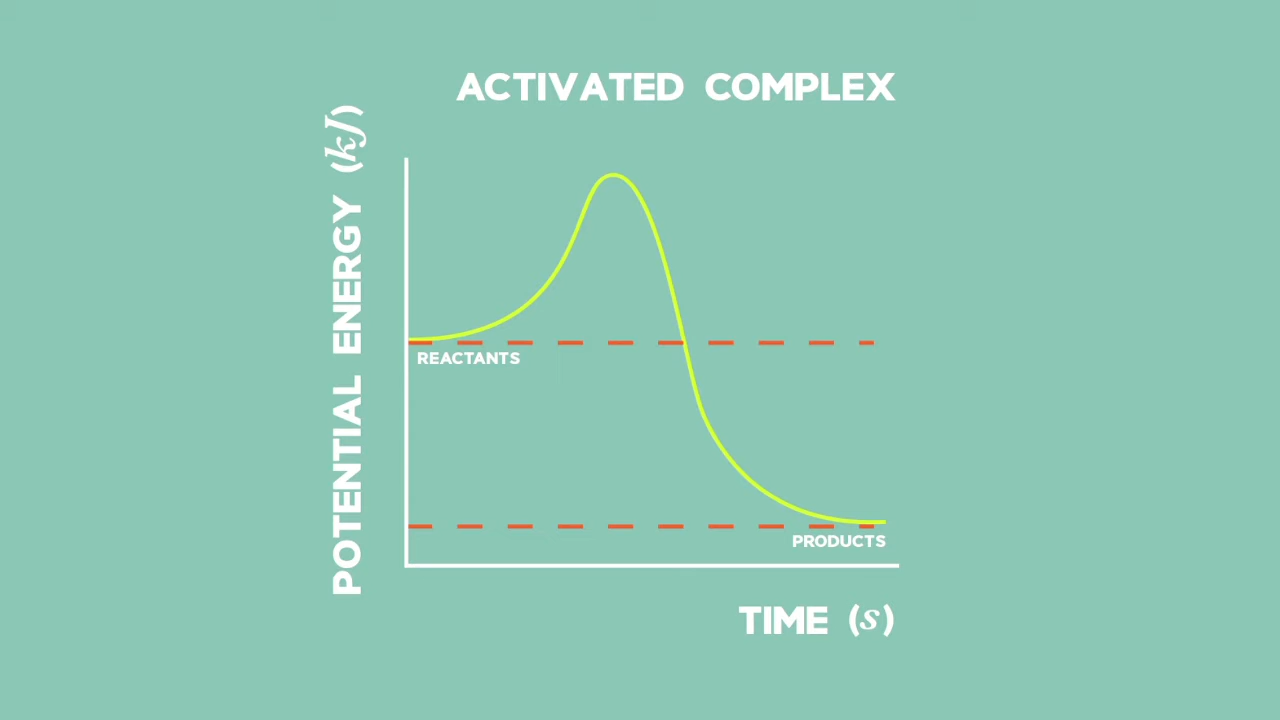 ACTIVATED COMPLEX
POTENTIAL ENERGY (kJ)
REACTANTS
PRODUCTS
TIME (s)